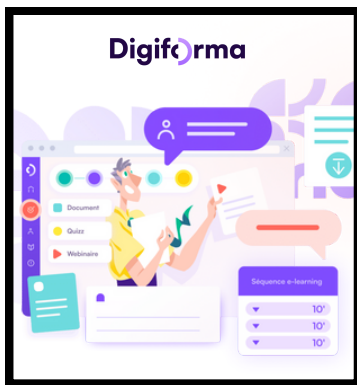 Digiforma
Document
Quizz
Webinaire
Séquence e-learning
10'
10'
10'